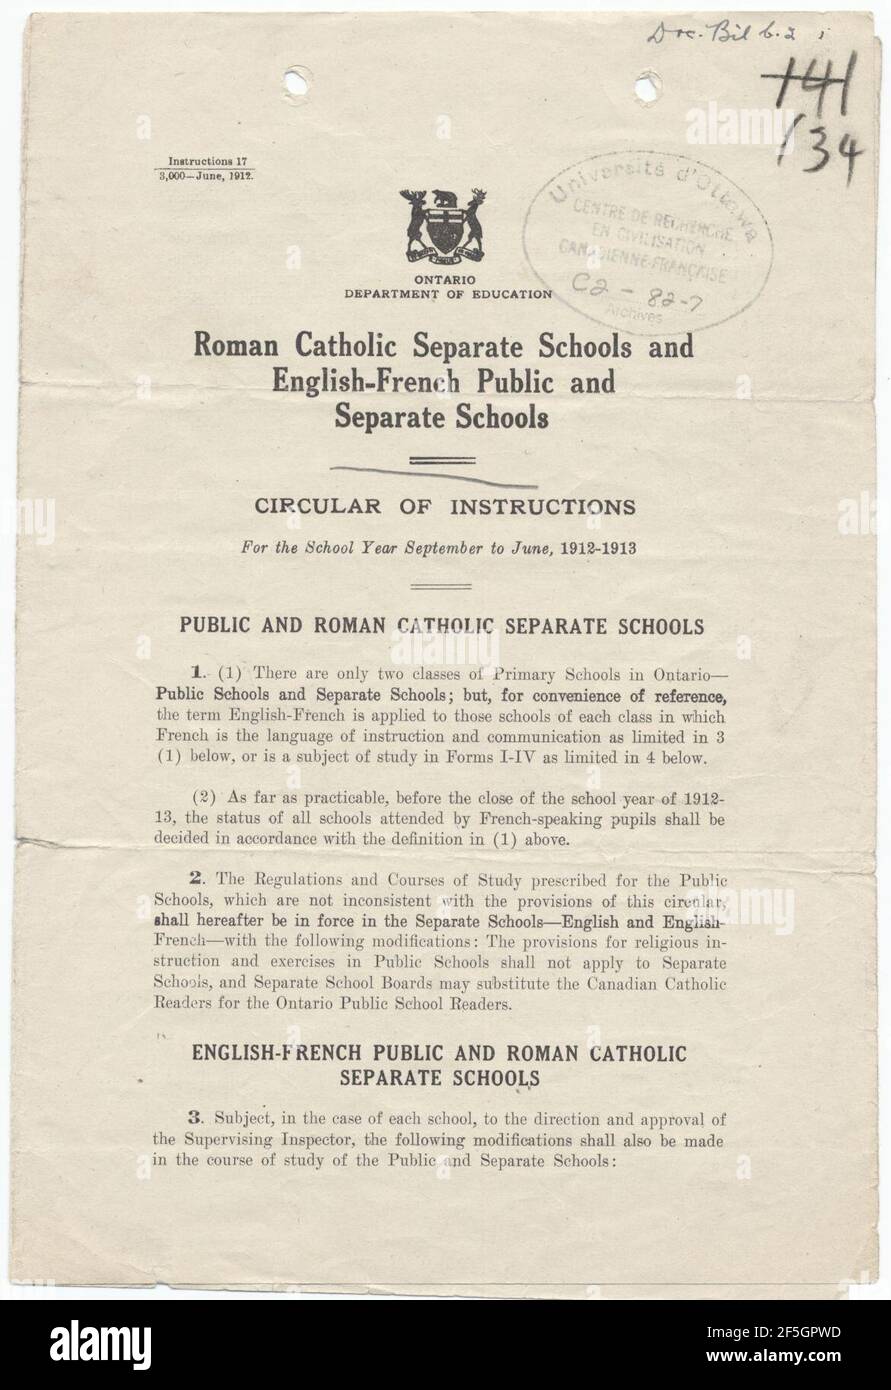 Doc. Bil 6.2 ;
141
134
Instructions 17
3,000—June, 1912.
Université d'Ottawa
CENTRE DE RECHERCHE
EN CIVILISATION
CANADIENNE-FRANÇAISE
C2 - 82-7
Archives
ONTARIO
DEPARTMENT OF EDUCATION
Roman Catholic Separate Schools and
English-French Public and
Separate Schools
CIRCULAR OF INSTRUCTIONS
For the School Year September to June, 1912-1913
PUBLIC AND ROMAN CATHOLIC SEPARATE SCHOOLS
1. (1) There are only two classes of Primary Schools in Ontario—
Public Schools and Separate Schools; but, for convenience of reference,
the term English-French is applied to those schools of each class in which
French is the language of instruction and communication as limited in 3
(1) below, or is a subject of study in Forms I-IV as limited in 4 below.
(2) As far as practicable, before the close of the school year of 1912-
13, the status of all schools attended by French-speaking pupils shall be
decided in accordance with the definition in (1) above.
2. The Regulations and Courses of Study prescribed for the Public
Schools, which are not inconsistent with the provisions of this circular,
shall hereafter be in force in the Separate Schools—English and English-
French—with the following modifications: The provisions for religious in-
struction and exercises in Public Schools shall not apply to Separate
Schools, and Separate School Boards may substitute the Canadian Catholic
Readers for the Ontario Public School Readers.
ENGLISH-FRENCH PUBLIC AND ROMAN CATHOLIC
SEPARATE SCHOOLS
3. Subject, in the case of each school, to the direction and approval of
the Supervising Inspector, the following modifications shall also be made
in the course of study of the Public and Separate Schools:
alamy
Image ID: 2F5GPWD
www.alamy.com